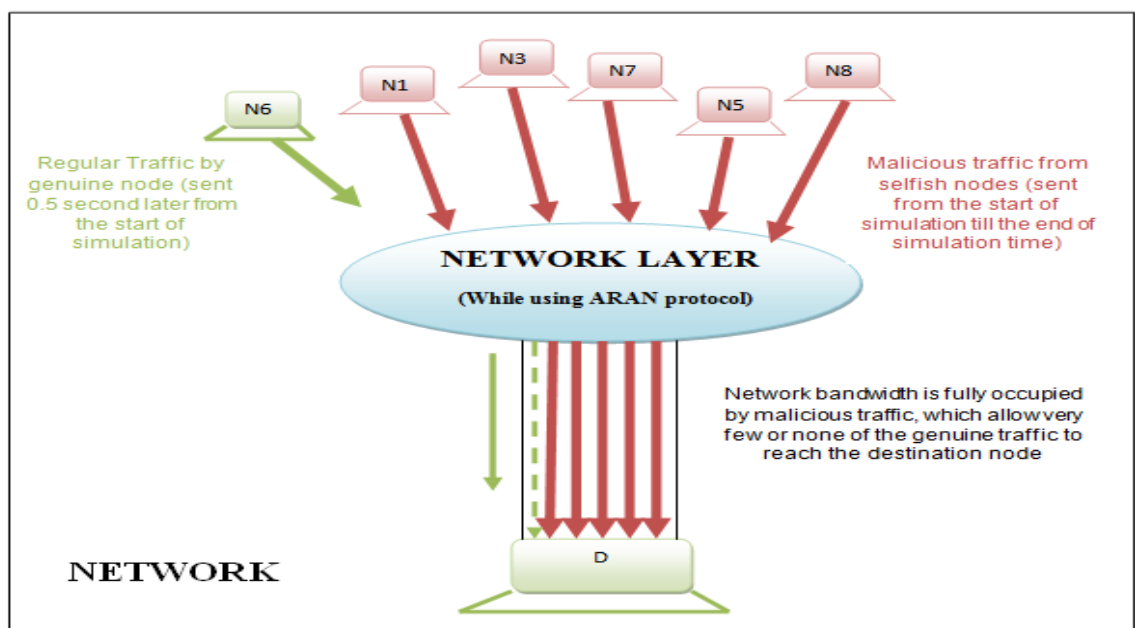 N3
N7
N8
N1
N5
N6
Regular Traffic by
genuine node (sent
0.5 second later from
the start of
simulation)
Malicious traffic from
selfish nodes (sent
from the start of
simulation till the end of
simulation time)
NETWORK LAYER
(While using ARAN protocol)
Network bandwidth is fully occupied
by malicious traffic, which allow very
few or none of the genuine traffic to
reach the destination node
D
NETWORK